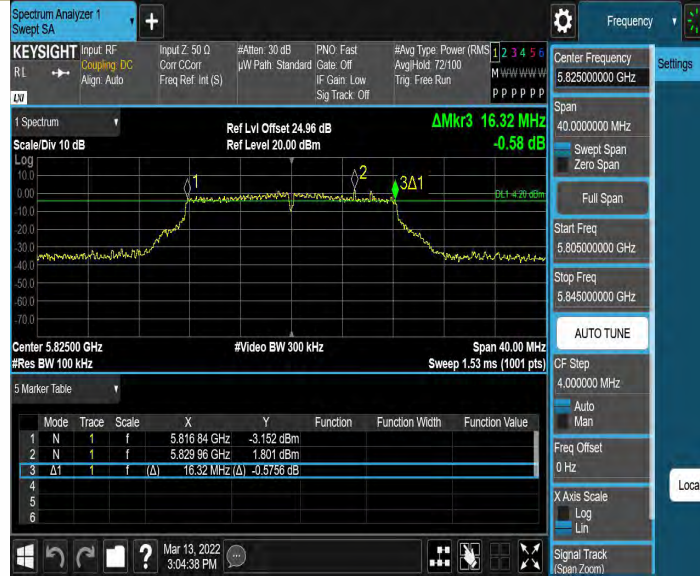 Spectrum Analyzer 1
Swept SA
+
Frequency
KEYSIGHT
RL
LXI
Input: RF
Coupling: DC
Align: Auto
Input Z: 50 Ω
Corr CCorr
Freq Ref: Int (S)
#Atten: 30 dB
µW Path: Standard
PNO: Fast
Gate: Off
IF Gain: Low
Sig Track: Off
#Avg Type: Power (RMS
Avg|Hold: 72/100
Trig: Free Run
1 2 3 4 5 6
M W W W W W
P P P P P P
Center Frequency
5.825000000 GHz
Settings
1 Spectrum
Scale/Div 10 dB
Ref Lvl Offset 24.96 dB
Ref Level 20.00 dBm
ΔMkr3 16.32 MHz
-0.58 dB
Span
40.0000000 MHz
Swept Span
Zero Span
Full Span
Start Freq
5.805000000 GHz
Stop Freq
5.845000000 GHz
AUTO TUNE
CF Step
4.000000 MHz
Auto
Man
Freq Offset
0 Hz
X Axis Scale
Log
Lin
Signal Track
(Span Zoom)
Local
Log
10.0
0.00
-10.0
-20.0
-30.0
-40.0
-50.0
-60.0
-70.0
1
2
3Δ1
DL1 -4.20 dBm
Center 5.82500 GHz
#Res BW 100 kHz
#Video BW 300 kHz
Span 40.00 MHz
Sweep 1.53 ms (1001 pts)
5 Marker Table
Mode Trace Scale X Y Function Function Width Function Value
1 N 1 f 5.816 84 GHz -3.152 dBm
2 N 1 f 5.829 96 GHz 1.801 dBm
3 Δ1 1 f (Δ) 16.32 MHz (Δ) -0.5756 dB
4
5
6
?
Mar 13, 2022
3:04:38 PM